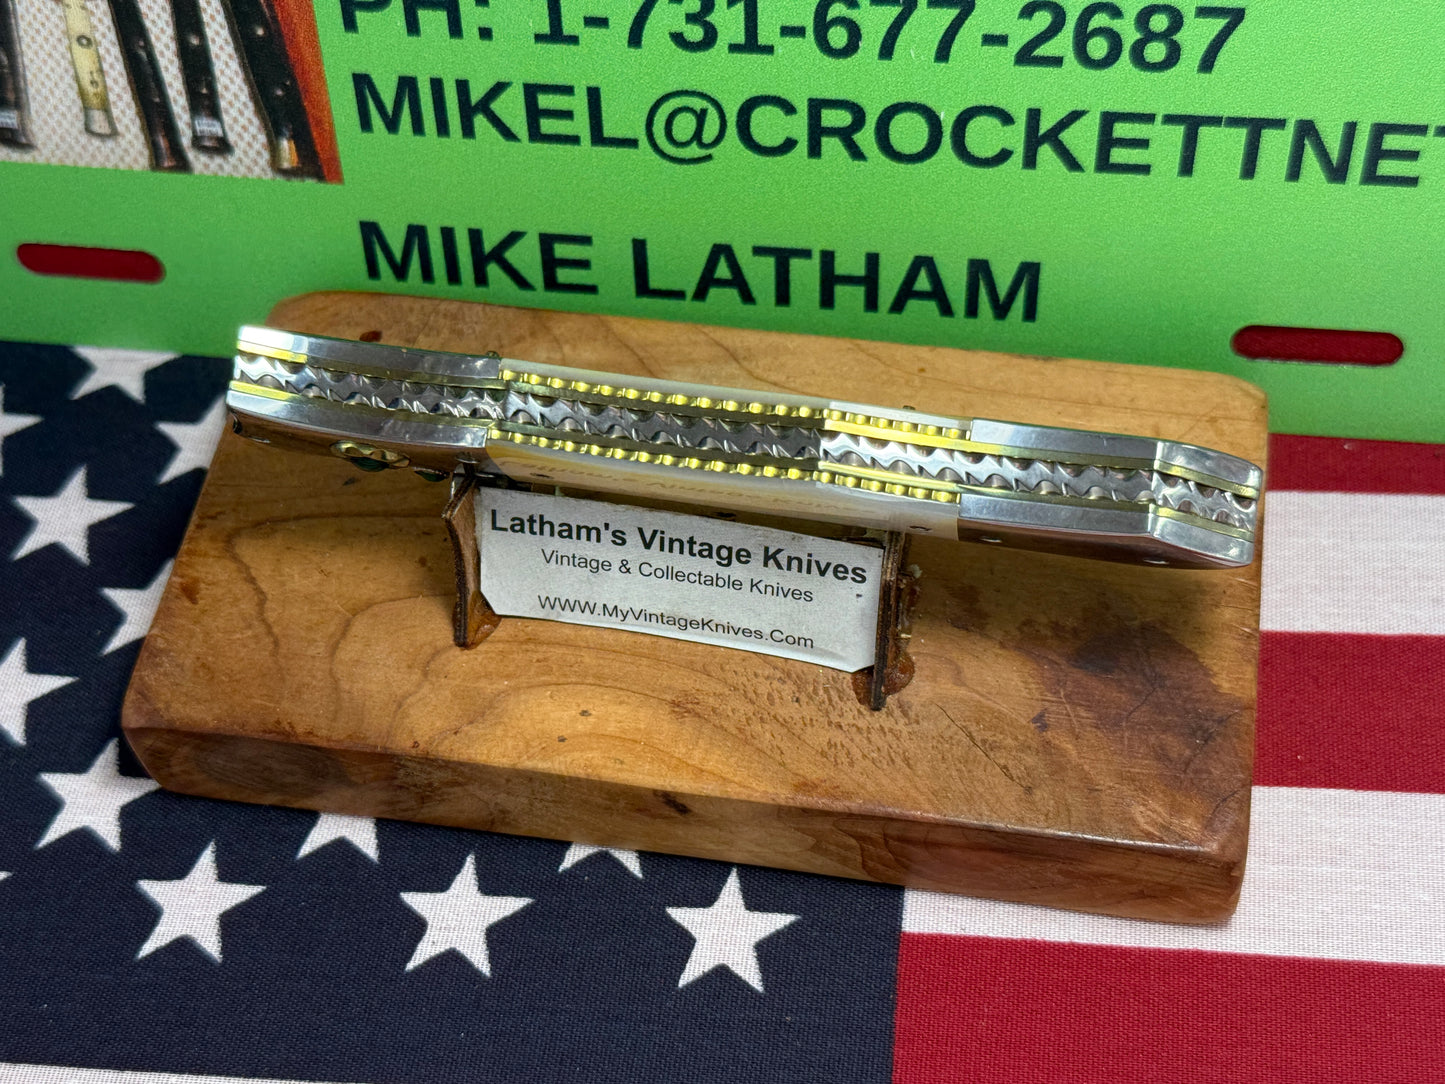 PH: 1-731-677-2687
MIKEL@CROCKETTNET
MIKE LATHAM
Latham's Vintage Knives
Vintage & Collectable Knives
WWW.MyVintageKnives.Com